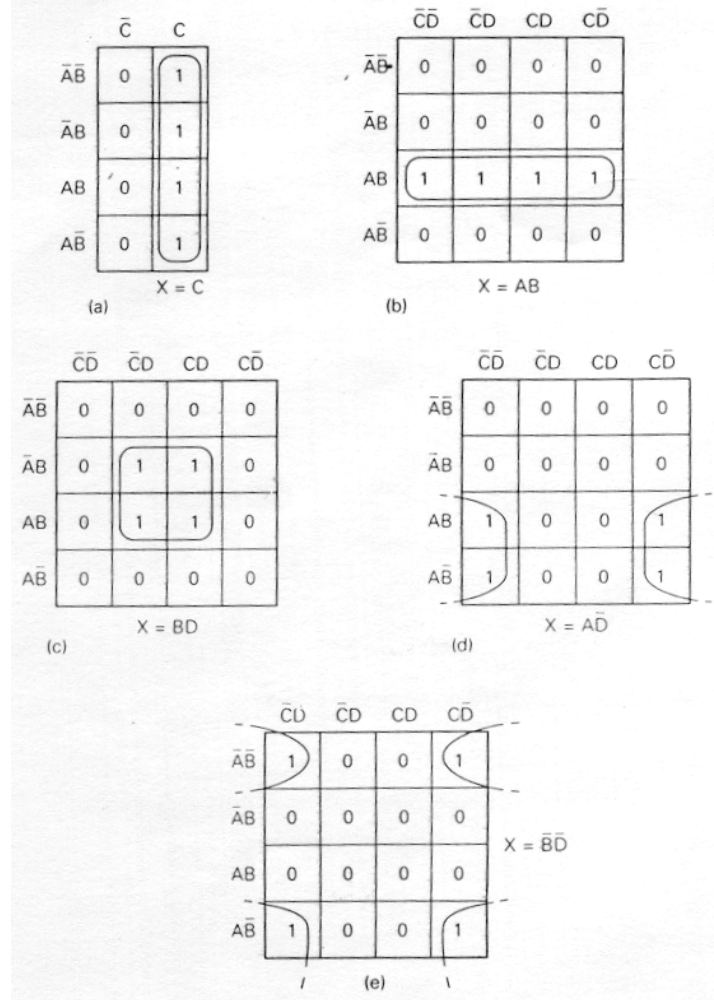 C̄ C
ĀB̄ 0 1
ĀB 0 1
AB 0 1
AB̄ 0 1
X = C
(a)
C̄D̄ C̄D CD CD̄
ĀB̄ 0 0 0 0
ĀB 0 0 0 0
AB 1 1 1 1
AB̄ 0 0 0 0
X = AB
(b)
C̄D̄ C̄D CD CD̄
ĀB̄ 0 0 0 0
ĀB 0 1 1 0
AB 0 1 1 0
AB̄ 0 0 0 0
X = BD
(c)
C̄D̄ C̄D CD CD̄
ĀB̄ 0 0 0 0
ĀB 0 0 0 0
AB 1 0 0 1
AB̄ 1 0 0 1
X = AD̄
(d)
C̄D C̄D CD CD̄
ĀB̄ 1 0 0 1
ĀB 0 0 0 0
AB 0 0 0 0
AB̄ 1 0 0 1
X = B̄D̄
(e)